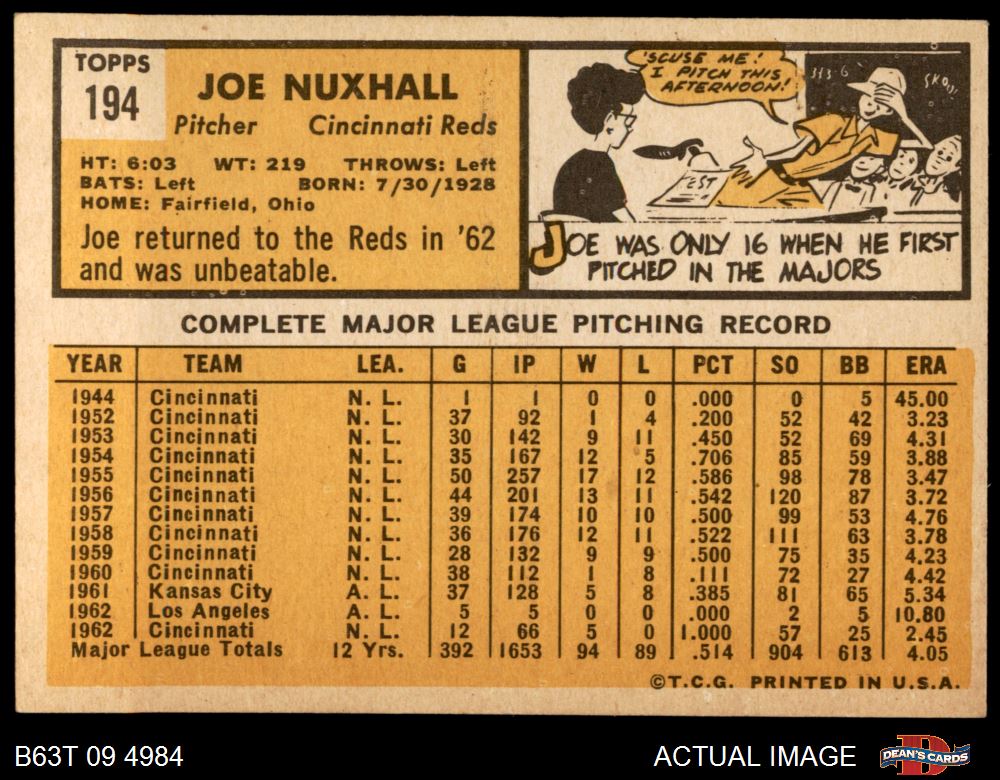 TOPPS
194
JOE NUXHALL
Pitcher Cincinnati Reds
HT: 6:03 WT: 219 THROWS: Left
BATS: Left BORN: 7/30/1928
HOME: Fairfield, Ohio
Joe returned to the Reds in '62
and was unbeatable.
'SCUSE ME!
I PITCH THIS
AFTERNOON!
TEST
JOE WAS ONLY 16 WHEN HE FIRST
PITCHED IN THE MAJORS
COMPLETE MAJOR LEAGUE PITCHING RECORD
YEAR TEAM LEA. G IP W L PCT SO BB ERA
1944 Cincinnati N. L. 1 1 0 0 .000 0 5 45.00
1952 Cincinnati N. L. 37 92 1 4 .200 52 42 3.23
1953 Cincinnati N. L. 30 142 9 11 .450 52 69 4.31
1954 Cincinnati N. L. 35 167 12 5 .706 85 59 3.88
1955 Cincinnati N. L. 50 257 17 12 .586 98 78 3.47
1956 Cincinnati N. L. 44 201 13 11 .542 120 87 3.72
1957 Cincinnati N. L. 39 174 10 10 .500 99 53 4.76
1958 Cincinnati N. L. 36 176 12 11 .522 111 63 3.78
1959 Cincinnati N. L. 28 132 9 9 .500 75 35 4.23
1960 Cincinnati N. L. 38 112 1 8 .111 72 27 4.42
1961 Kansas City A. L. 37 128 5 8 .385 81 65 5.34
1962 Los Angeles A. L. 5 5 0 0 .000 2 5 10.80
1962 Cincinnati N. L. 12 66 5 0 1.000 57 25 2.45
Major League Totals 12 Yrs. 392 1653 94 89 .514 904 613 4.05
©T.C.G. PRINTED IN U.S.A.
B63T 09 4984 ACTUAL IMAGE DEAN'S CARDS